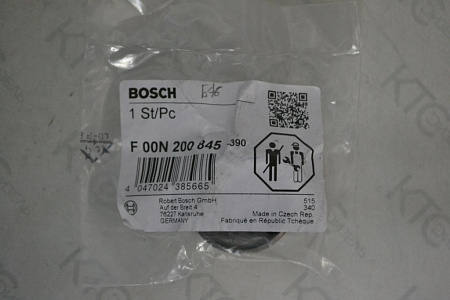 BOSCH
1 St/Pc
F 00N 200 845 -390
4 047024 385665
Robert Bosch GmbH
Auf der Breit 4
76227 Karlsruhe
GERMANY
515
340
Made in Czech Rep.
Fabriqué en République Tchèque